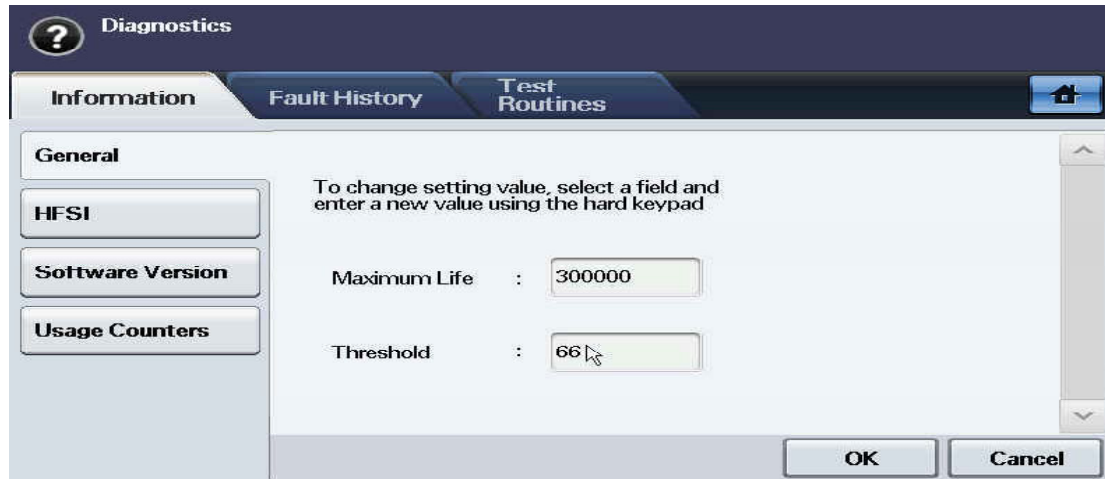 Diagnostics
Information
Fault History
Test
Routines
General
HFSI
Software Version
Usage Counters
To change setting value, select a field and
enter a new value using the hard keypad
Maximum Life : 300000
Threshold : 66
OK
Cancel